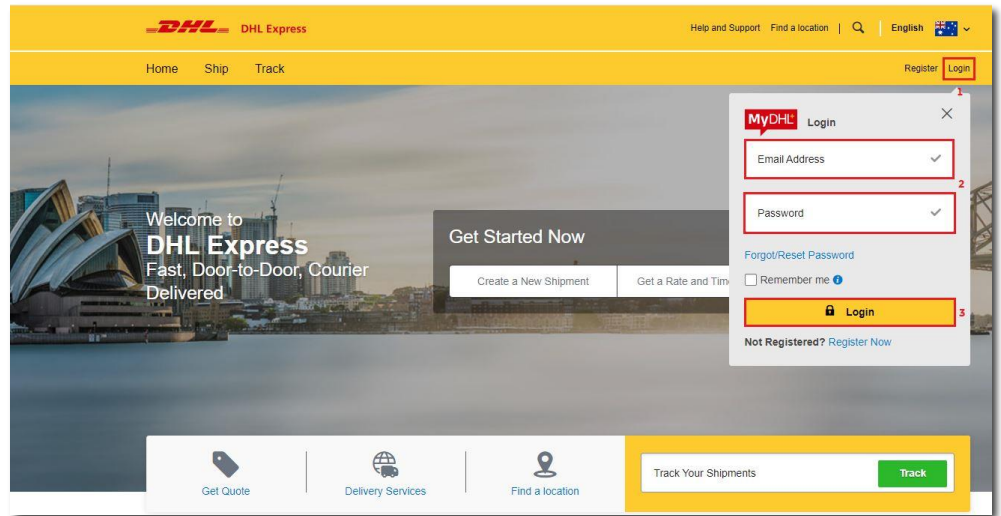 DHL DHL Express
Help and Support Find a location | English
Home Ship Track
Register Login
1
MyDHL+ Login
Email Address
2
Password
Forgot/Reset Password
Remember me
Login
3
Not Registered? Register Now
Welcome to
DHL Express
Fast, Door-to-Door, Courier
Delivered
Get Started Now
Create a New Shipment
Get a Rate and Tim
Get Quote
Delivery Services
Find a location
Track Your Shipments
Track